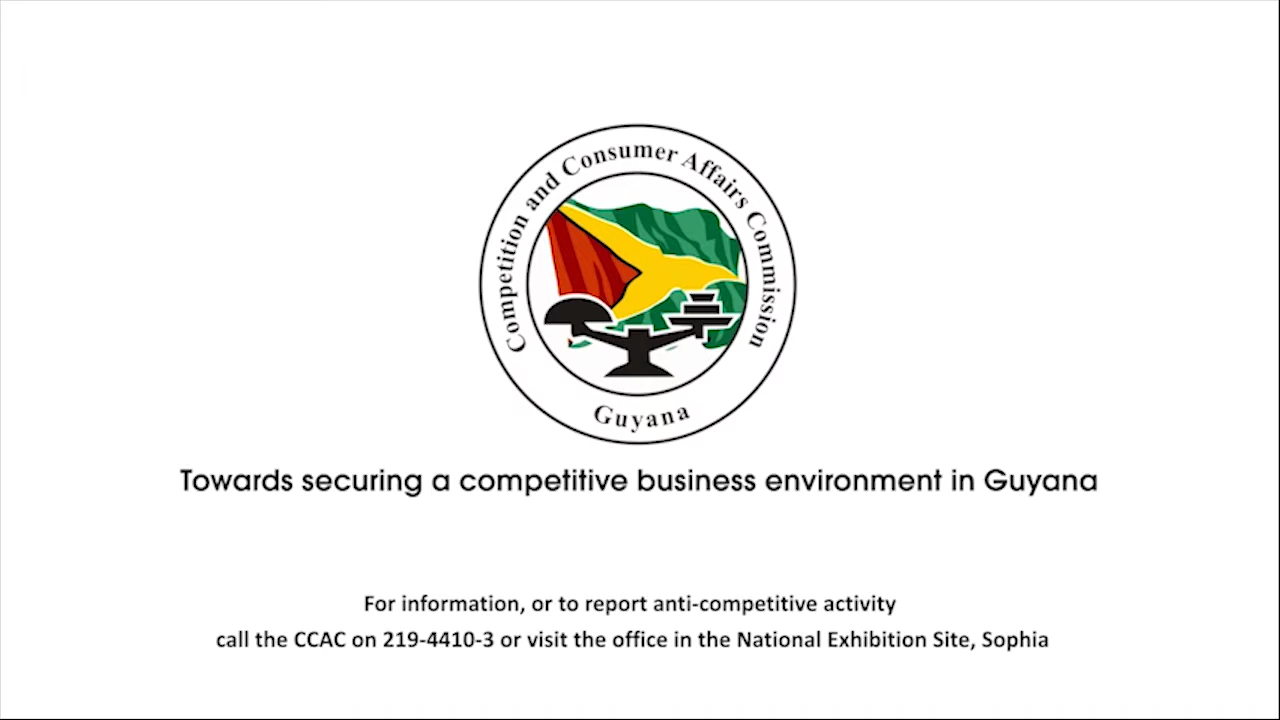 Competition and Consumer Affairs Commission
Guyana
Towards securing a competitive business environment in Guyana
For information, or to report anti-competitive activity
call the CCAC on 219-4410-3 or visit the office in the National Exhibition Site, Sophia